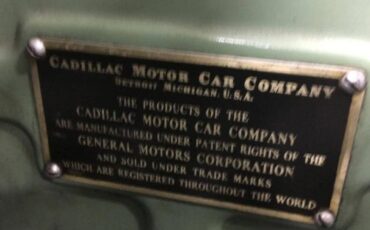 CADILLAC MOTOR CAR COMPANY
DETROIT MICHIGAN, U.S.A.
THE PRODUCTS OF THE
CADILLAC MOTOR CAR COMPANY
ARE MANUFACTURED UNDER PATENT RIGHTS OF THE
GENERAL MOTORS CORPORATION
AND SOLD UNDER TRADE MARKS
WHICH ARE REGISTERED THROUGHOUT THE WORLD